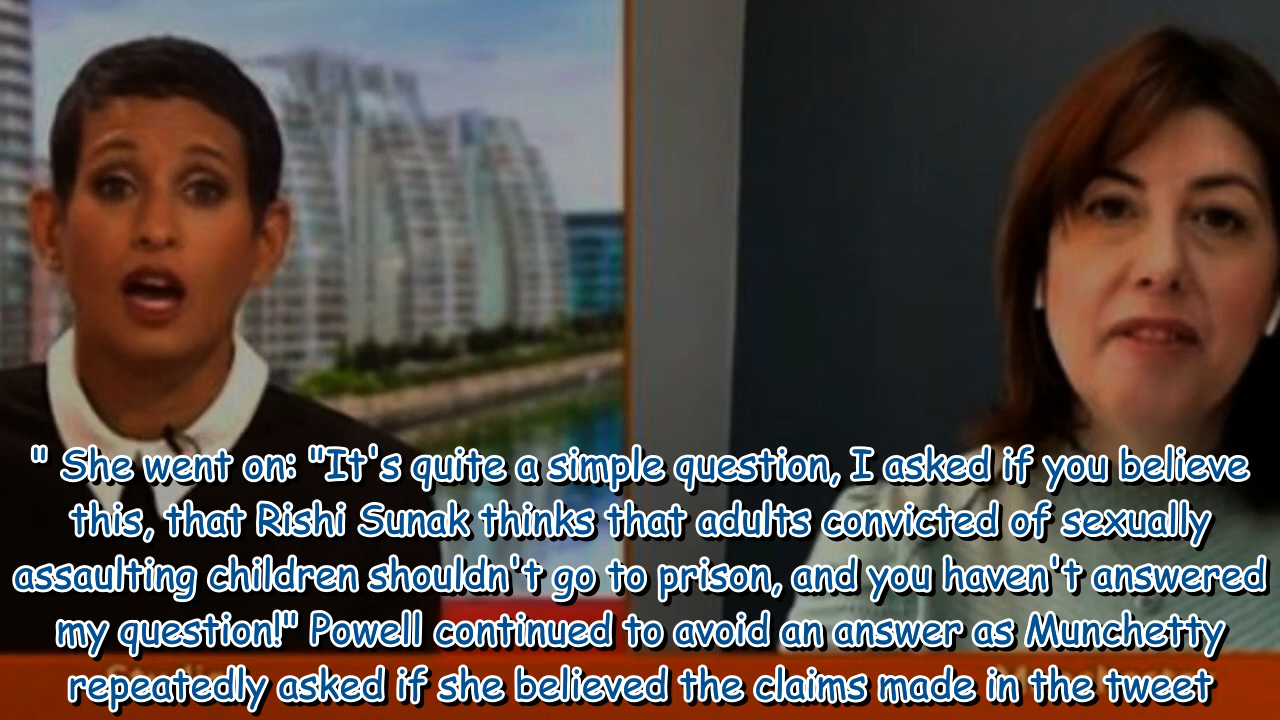 " She went on: "It's quite a simple question, I asked if you believe
this, that Rishi Sunak thinks that adults convicted of sexually
assaulting children shouldn't go to prison, and you haven't answered
my question!" Powell continued to avoid an answer as Munchetty
repeatedly asked if she believed the claims made in the tweet